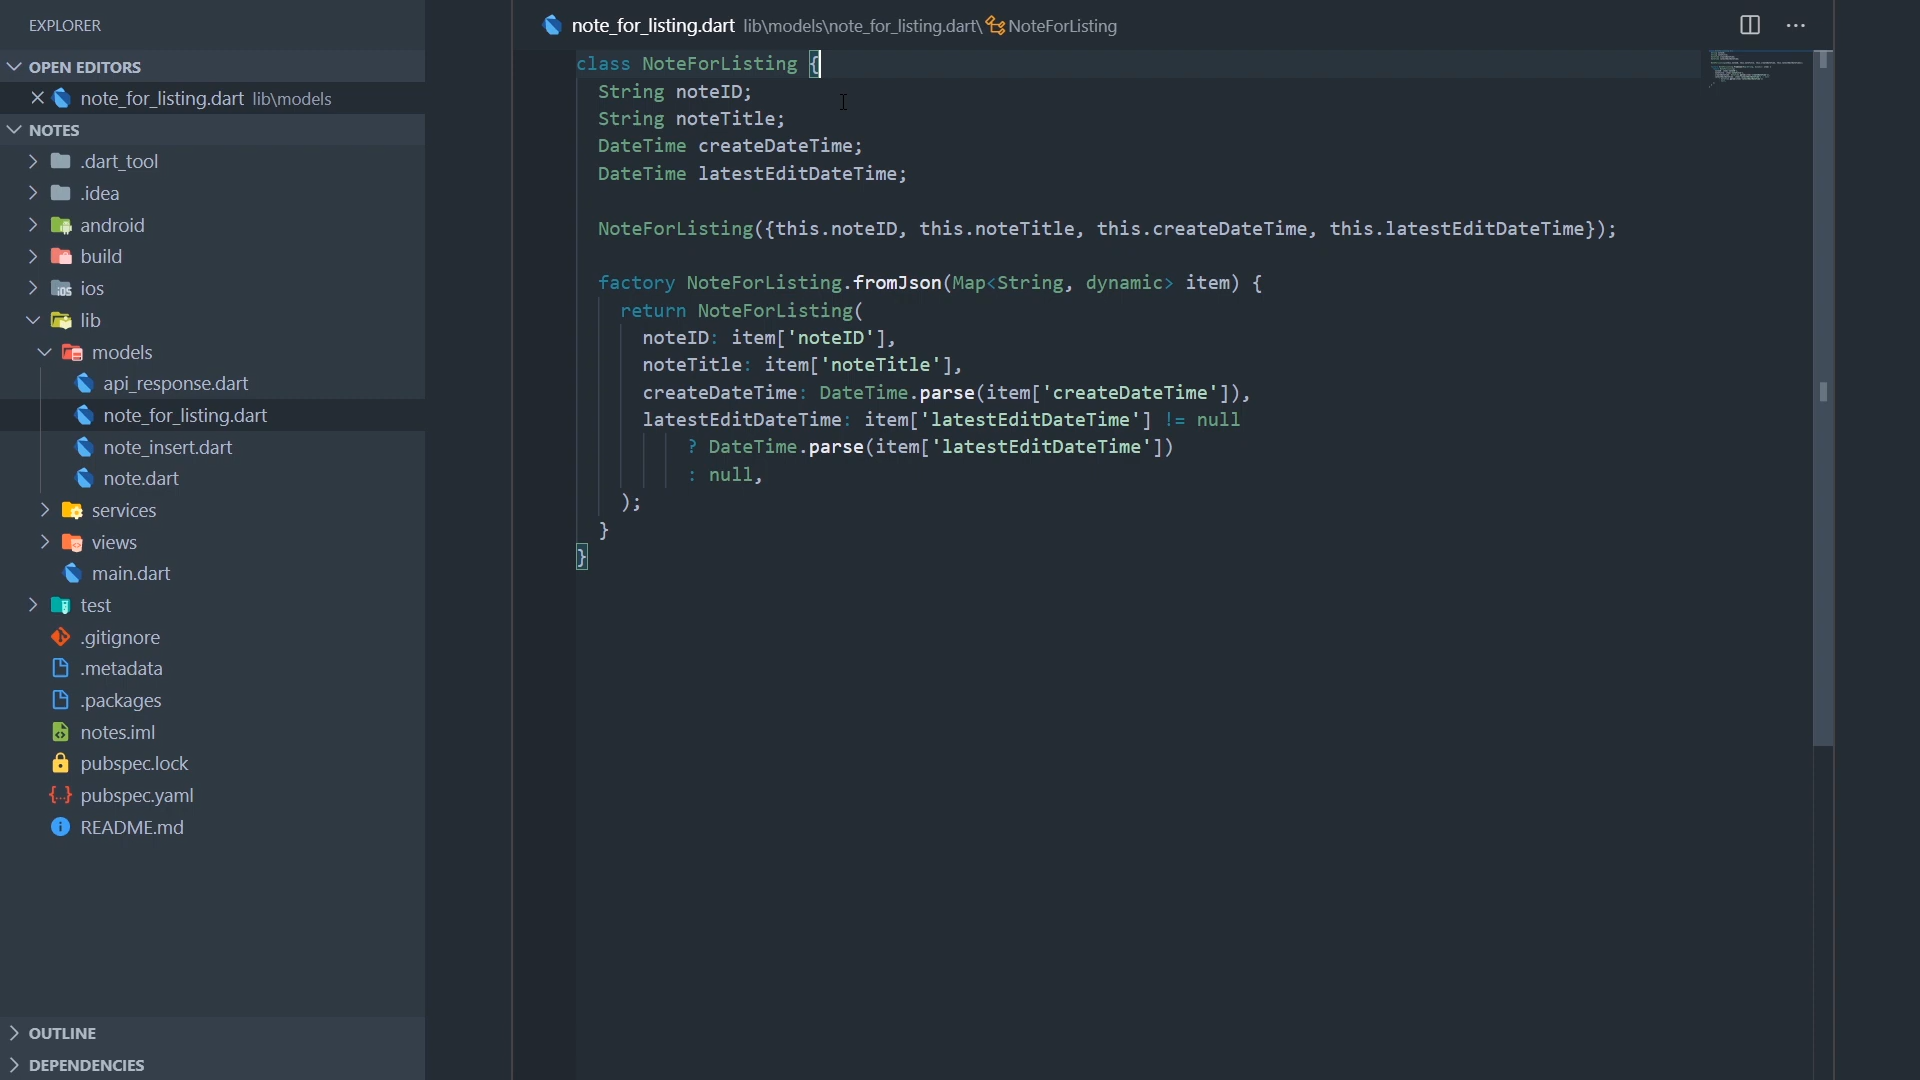 EXPLORER
OPEN EDITORS
note_for_listing.dart lib\models
NOTES
.dart_tool
.idea
android
build
ios
lib
models
api_response.dart
note_for_listing.dart
note_insert.dart
note.dart
services
views
main.dart
test
.gitignore
.metadata
.packages
notes.iml
pubspec.lock
pubspec.yaml
README.md
OUTLINE
DEPENDENCIES
note_for_listing.dart lib\models\note_for_listing.dart\ NoteForListing
class NoteForListing {
String noteID;
String noteTitle;
DateTime createDateTime;
DateTime latestEditDateTime;
NoteForListing({this.noteID, this.noteTitle, this.createDateTime, this.latestEditDateTime});
factory NoteForListing.fromJson(Map<String, dynamic> item) {
return NoteForListing(
noteID: item['noteID'],
noteTitle: item['noteTitle'],
createDateTime: DateTime.parse(item['createDateTime']),
latestEditDateTime: item['latestEditDateTime'] != null
? DateTime.parse(item['latestEditDateTime'])
: null,
);
}
}